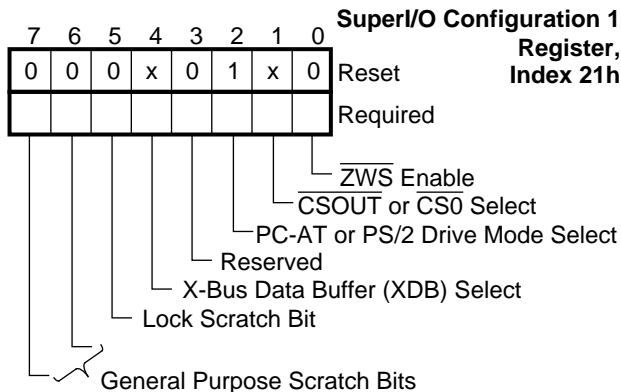 SuperI/O Configuration 1
Register,
Index 21h
7 6 5 4 3 2 1 0
0 0 0 x 0 1 x 0 Reset
Required
ZWS Enable
CSOUT or CS0 Select
PC-AT or PS/2 Drive Mode Select
Reserved
X-Bus Data Buffer (XDB) Select
Lock Scratch Bit
General Purpose Scratch Bits